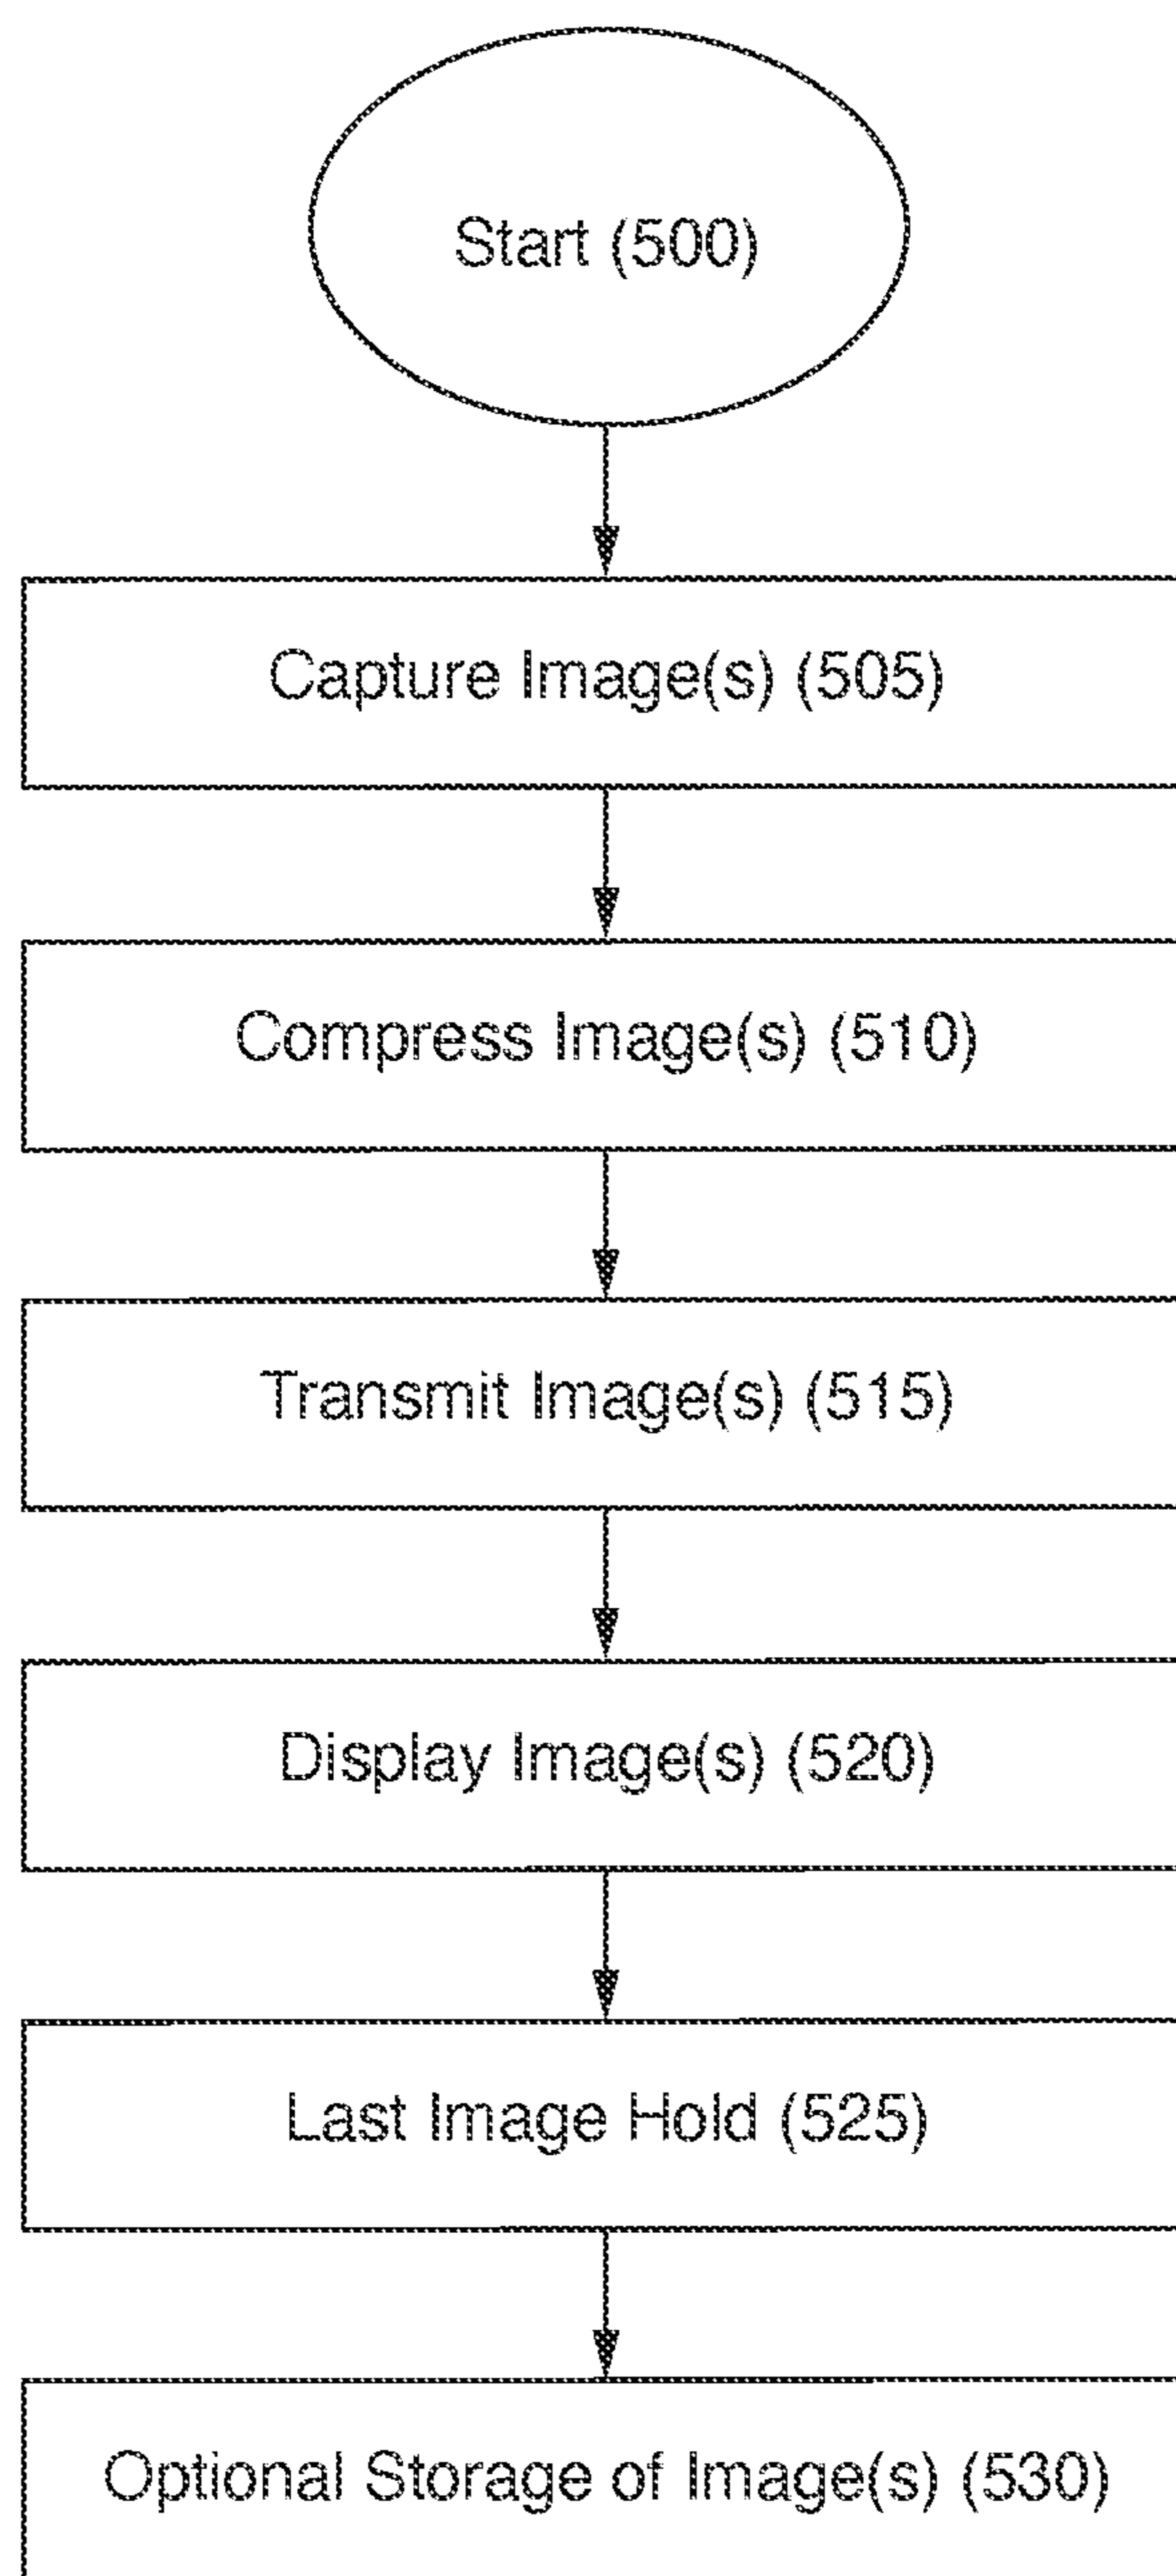 Start (500)
Capture Image(s) (505)
Compress Image(s) (510)
Transmit Image(s) (515)
Display Image(s) (520)
Last Image Hold (525)
Optional Storage of Image(s) (530)